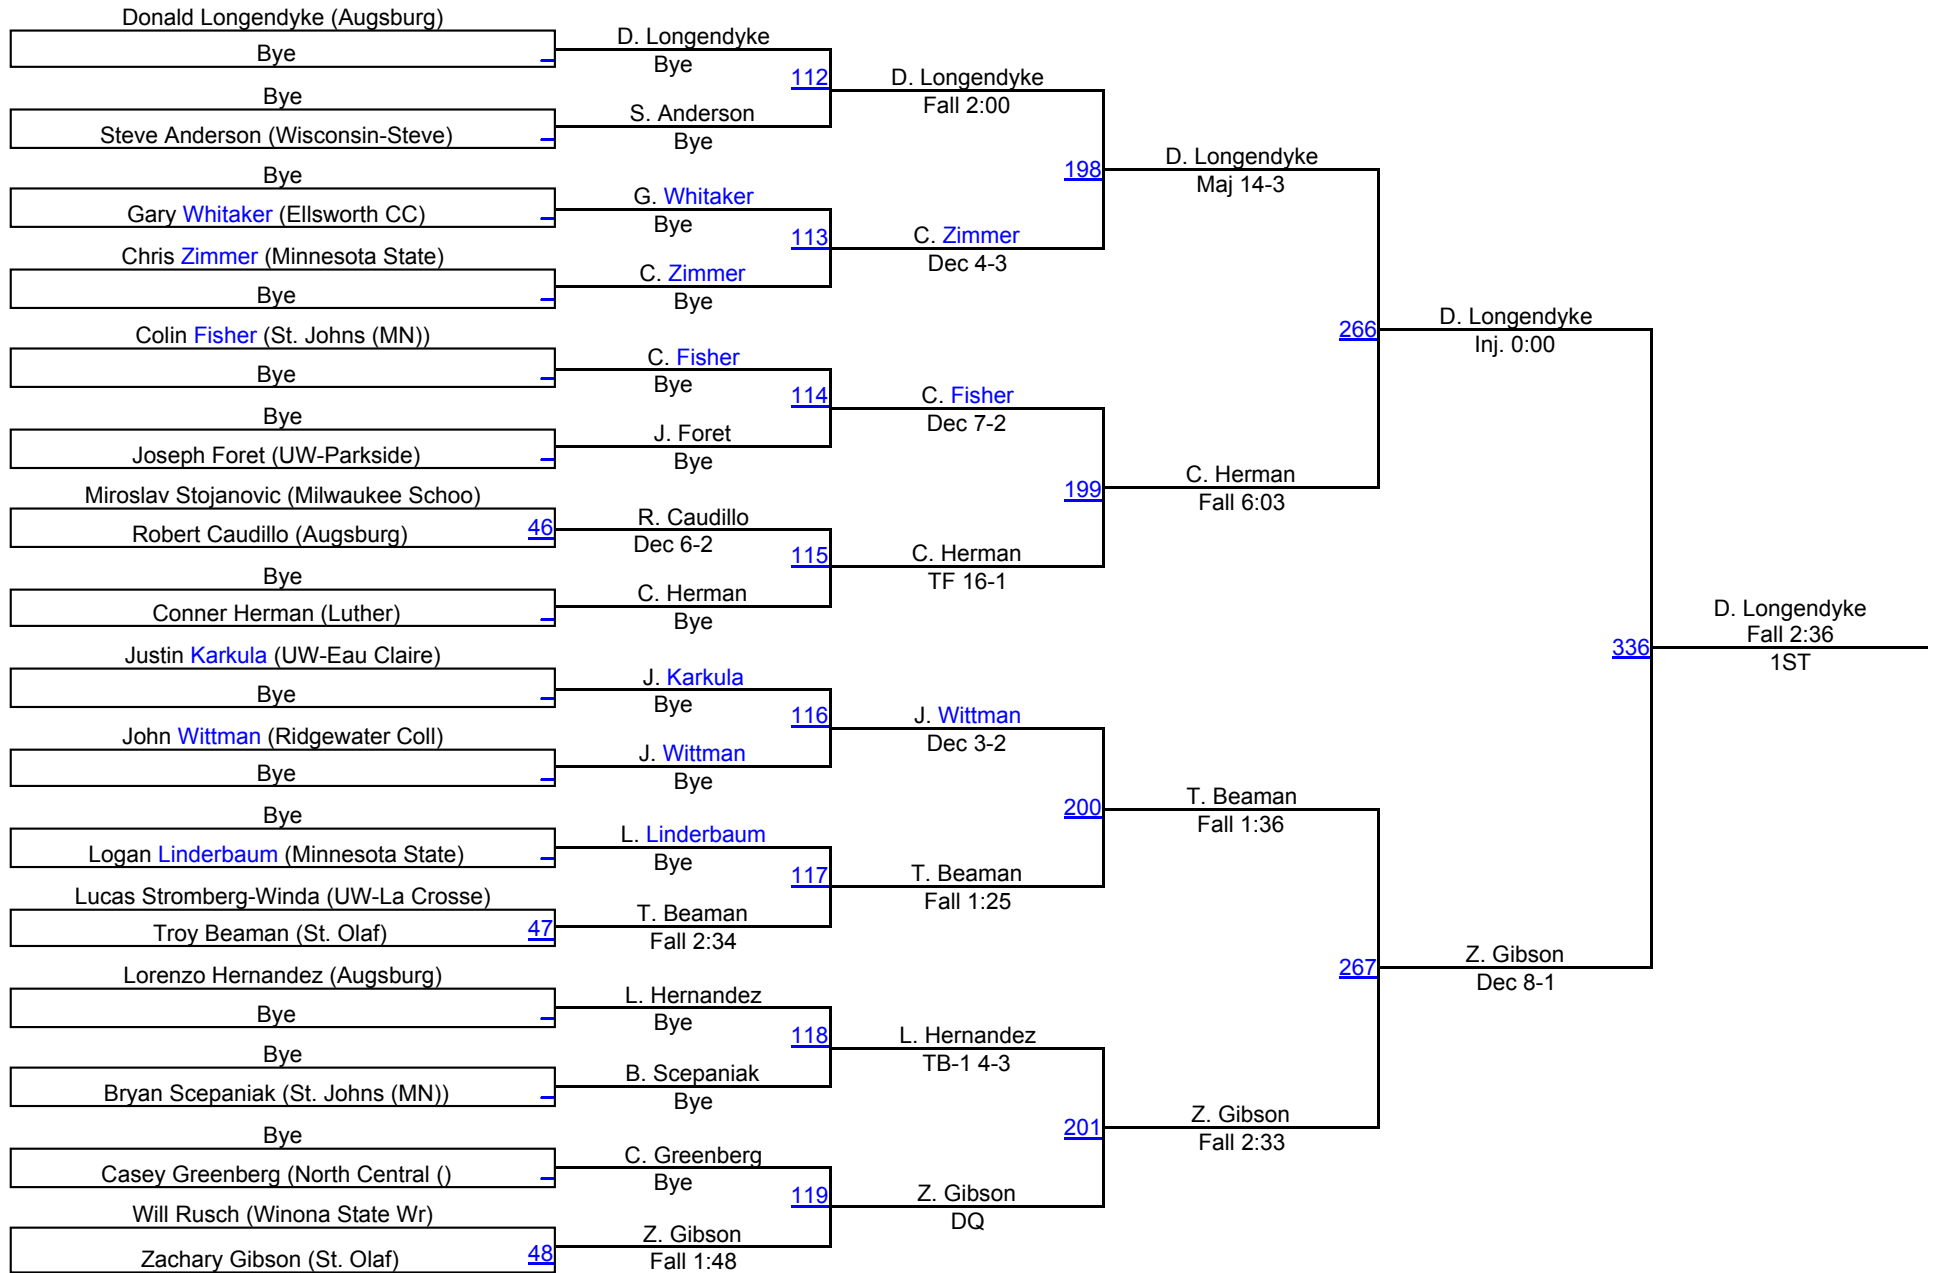 Donald Longendyke (Augsburg)
Bye
Bye
Steve Anderson (Wisconsin-Steve)
Bye
Gary Whitaker (Ellsworth CC)
Chris Zimmer (Minnesota State)
Bye
Colin Fisher (St. Johns (MN))
Bye
Bye
Joseph Foret (UW-Parkside)
Miroslav Stojanovic (Milwaukee Schoo)
Robert Caudillo (Augsburg)
46
Bye
Conner Herman (Luther)
Justin Karkula (UW-Eau Claire)
Bye
John Wittman (Ridgewater Coll)
Bye
Bye
Logan Linderbaum (Minnesota State)
Lucas Stromberg-Winda (UW-La Crosse)
Troy Beaman (St. Olaf)
47
Lorenzo Hernandez (Augsburg)
Bye
Bye
Bryan Scepaniak (St. Johns (MN))
Bye
Casey Greenberg (North Central ()
Will Rusch (Winona State Wr)
Zachary Gibson (St. Olaf)
48
D. Longendyke
Bye
112
S. Anderson
Bye
G. Whitaker
Bye
113
C. Zimmer
Bye
C. Fisher
Bye
114
J. Foret
Bye
R. Caudillo
Dec 6-2
115
C. Herman
Bye
J. Karkula
Bye
116
J. Wittman
Bye
L. Linderbaum
Bye
117
T. Beaman
Fall 2:34
L. Hernandez
Bye
118
B. Scepaniak
Bye
C. Greenberg
Bye
119
Z. Gibson
Fall 1:48
D. Longendyke
Fall 2:00
198
C. Zimmer
Dec 4-3
C. Fisher
Dec 7-2
199
C. Herman
TF 16-1
J. Wittman
Dec 3-2
200
T. Beaman
Fall 1:25
L. Hernandez
TB-1 4-3
201
Z. Gibson
DQ
D. Longendyke
Maj 14-3
266
C. Herman
Fall 6:03
T. Beaman
Fall 1:36
267
Z. Gibson
Fall 2:33
D. Longendyke
Inj. 0:00
336
Z. Gibson
Dec 8-1
D. Longendyke
Fall 2:36
1ST